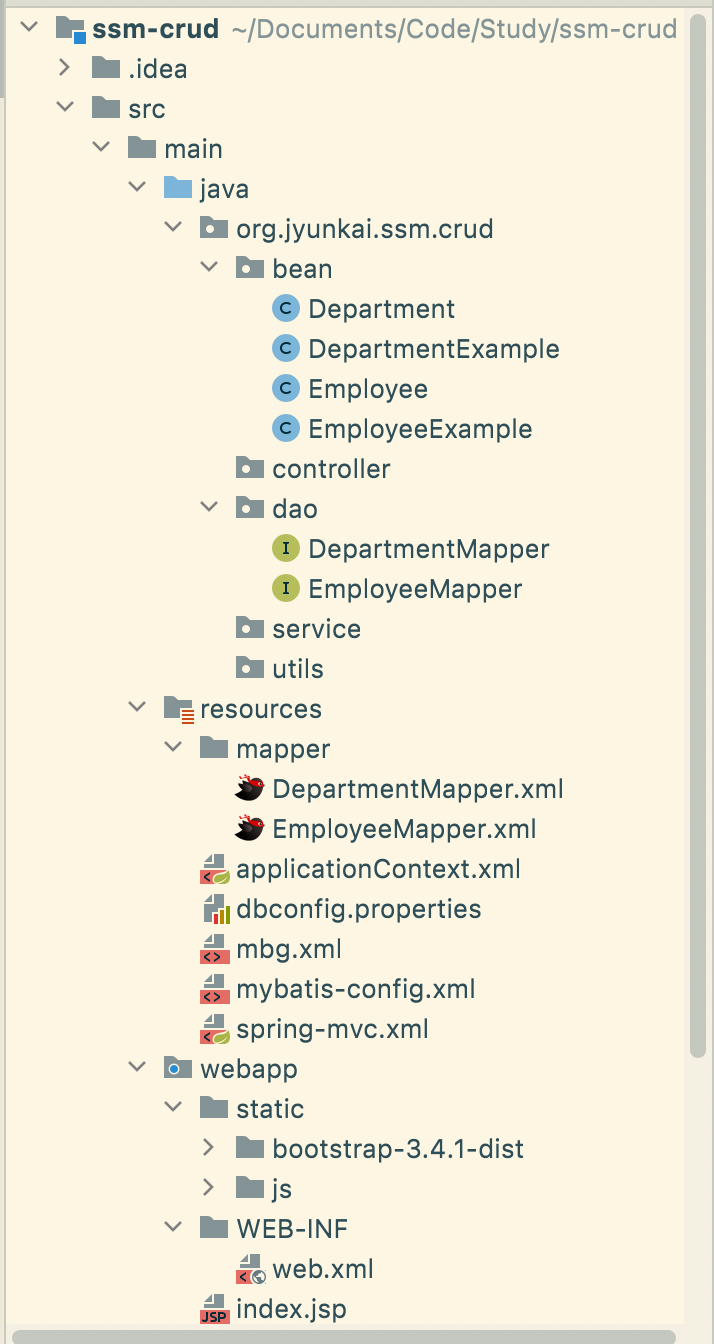 ssm-crud ~/Documents/Code/Study/ssm-crud
.idea
src
main
java
org.jyunkai.ssm.crud
bean
C Department
C DepartmentExample
C Employee
C EmployeeExample
controller
dao
I DepartmentMapper
I EmployeeMapper
service
utils
resources
mapper
DepartmentMapper.xml
EmployeeMapper.xml
applicationContext.xml
dbconfig.properties
mbg.xml
mybatis-config.xml
spring-mvc.xml
webapp
static
bootstrap-3.4.1-dist
js
WEB-INF
web.xml
JSP index.jsp